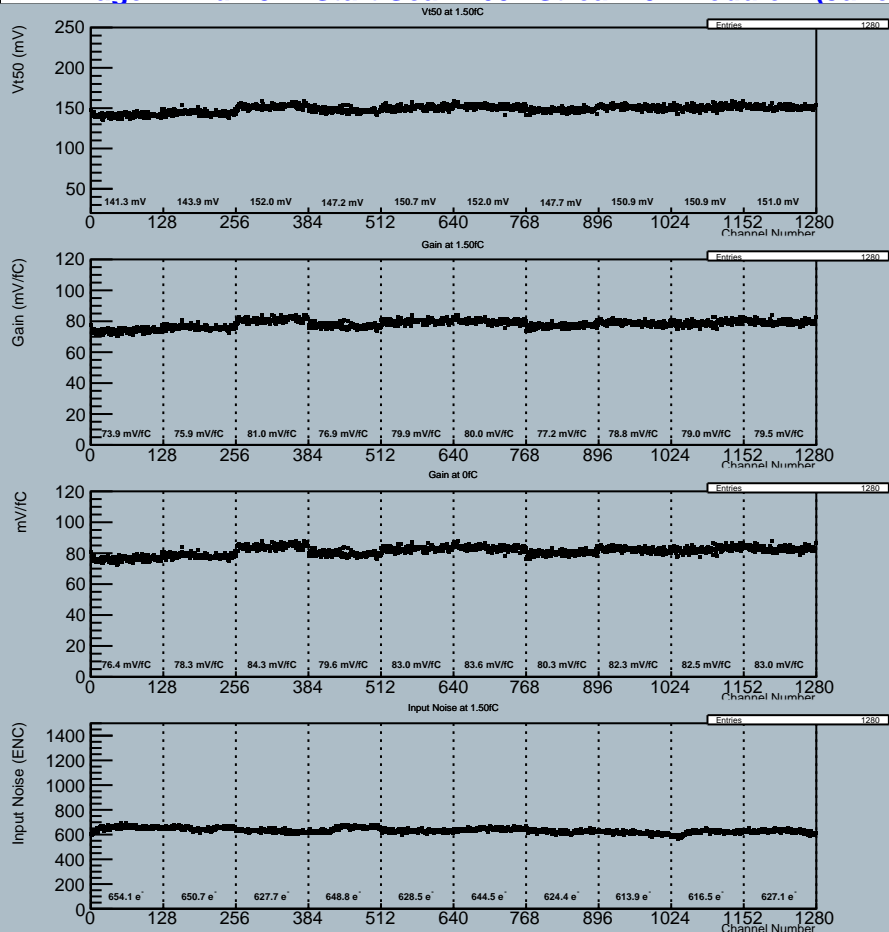 Vt50 at 1.50fC
Entries 1280
Vt50 (mV)
250
200
150
100
50
141.3 mV 143.9 mV 152.0 mV 147.2 mV 150.7 mV 152.0 mV 147.7 mV 150.9 mV 150.9 mV 151.0 mV
0 128 256 384 512 640 768 896 1024 1152 1280
Channel Number
Gain at 1.50fC
Entries 1280
Gain (mV/fC)
120
100
80
60
40
20
0
73.9 mV/fC 75.9 mV/fC 81.0 mV/fC 76.9 mV/fC 79.9 mV/fC 80.0 mV/fC 77.2 mV/fC 78.8 mV/fC 79.0 mV/fC 79.5 mV/fC
0 128 256 384 512 640 768 896 1024 1152 1280
Channel Number
Gain at 0fC
Entries 1280
mV/fC
120
100
80
60
40
20
0
76.4 mV/fC 78.3 mV/fC 84.3 mV/fC 79.6 mV/fC 83.0 mV/fC 83.6 mV/fC 80.3 mV/fC 82.3 mV/fC 82.5 mV/fC 83.0 mV/fC
0 128 256 384 512 640 768 896 1024 1152 1280
Channel Number
Input Noise at 1.50fC
Entries 1280
Input Noise (ENC)
1400
1200
1000
800
600
400
200
0
654.1 e⁻ 650.7 e⁻ 627.7 e⁻ 648.8 e⁻ 628.5 e⁻ 644.5 e⁻ 624.4 e⁻ 613.9 e⁻ 616.5 e⁻ 627.1 e⁻
0 128 256 384 512 640 768 896 1024 1152 1280
Channel Number